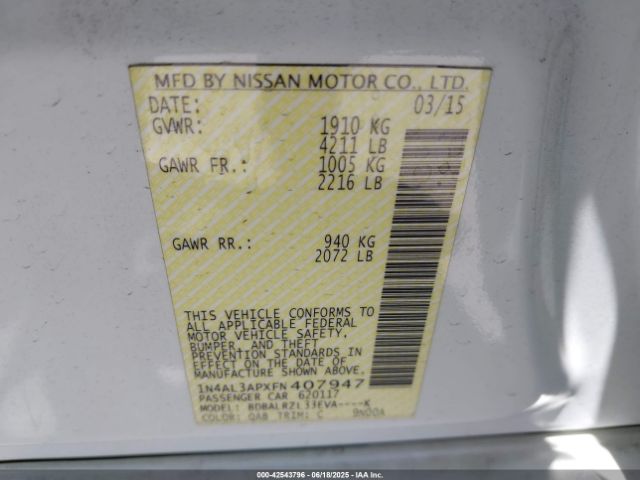 MFD BY NISSAN MOTOR CO., LTD.
DATE: 03/15
GVWR: 1910 KG
4211 LB
GAWR FR.: 1005 KG
2216 LB
GAWR RR.: 940 KG
2072 LB
THIS VEHICLE CONFORMS TO
ALL APPLICABLE FEDERAL
MOTOR VEHICLE SAFETY,
BUMPER, AND THEFT
PREVENTION STANDARDS
IN EFFECT ON THE DATE OF
MANUFACTURE SHOWN ABOVE.
1N4AL3APXFN407947
PASSENGER CAR 620117
MODEL: BDBALRZL33EVA----K
COLOR: QAB TRIM: C 9N00A
000-42543796 - 06/18/2025 - IAA Inc.